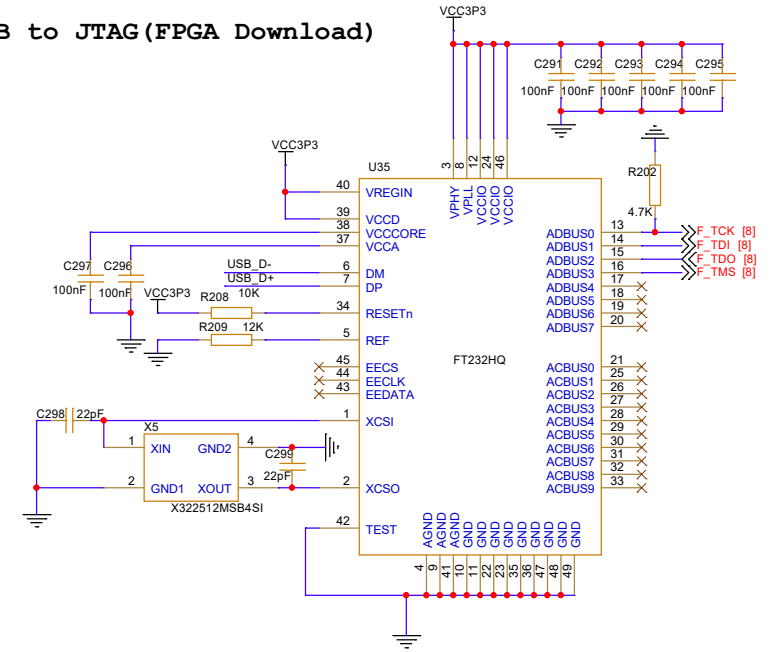 B to JTAG(FPGA Download)
VCC3P3
C291 C292 C293 C294 C295
100nF 100nF 100nF 100nF 100nF
VCC3P3
U35
3 8 12 24 46
VPHY VPLL VCCIO VCCIO VCCIO
R202
4.7K
40 VREGIN
39 VCCD
38 VCCCORE
37 VCCA
C297 C296
100nF 100nF
USB_D- 6 DM
USB_D+ 7 DP
VCC3P3 R208 10K 34 RESETn
R209 12K 5 REF
45 EECS
44 EECLK
43 EEDATA
FT232HQ
ADBUS0 13 F_TCK [8]
ADBUS1 14 F_TDI [8]
ADBUS2 15 F_TDO [8]
ADBUS3 16 F_TMS [8]
ADBUS4 17
ADBUS5 18
ADBUS6 19
ADBUS7 20
ACBUS0 21
ACBUS1 25
ACBUS2 26
ACBUS3 27
ACBUS4 28
ACBUS5 29
ACBUS6 30
ACBUS7 31
ACBUS8 32
ACBUS9 33
C298 22pF 1 XCSI
X5
1 XIN GND2 4
C299
22pF
2 GND1 XOUT 3 2 XCSO
X322512MSB4SI
42 TEST
AGND AGND AGND GND GND GND GND GND GND GND GND GND
4 9 41 10 11 22 23 35 36 47 48 49